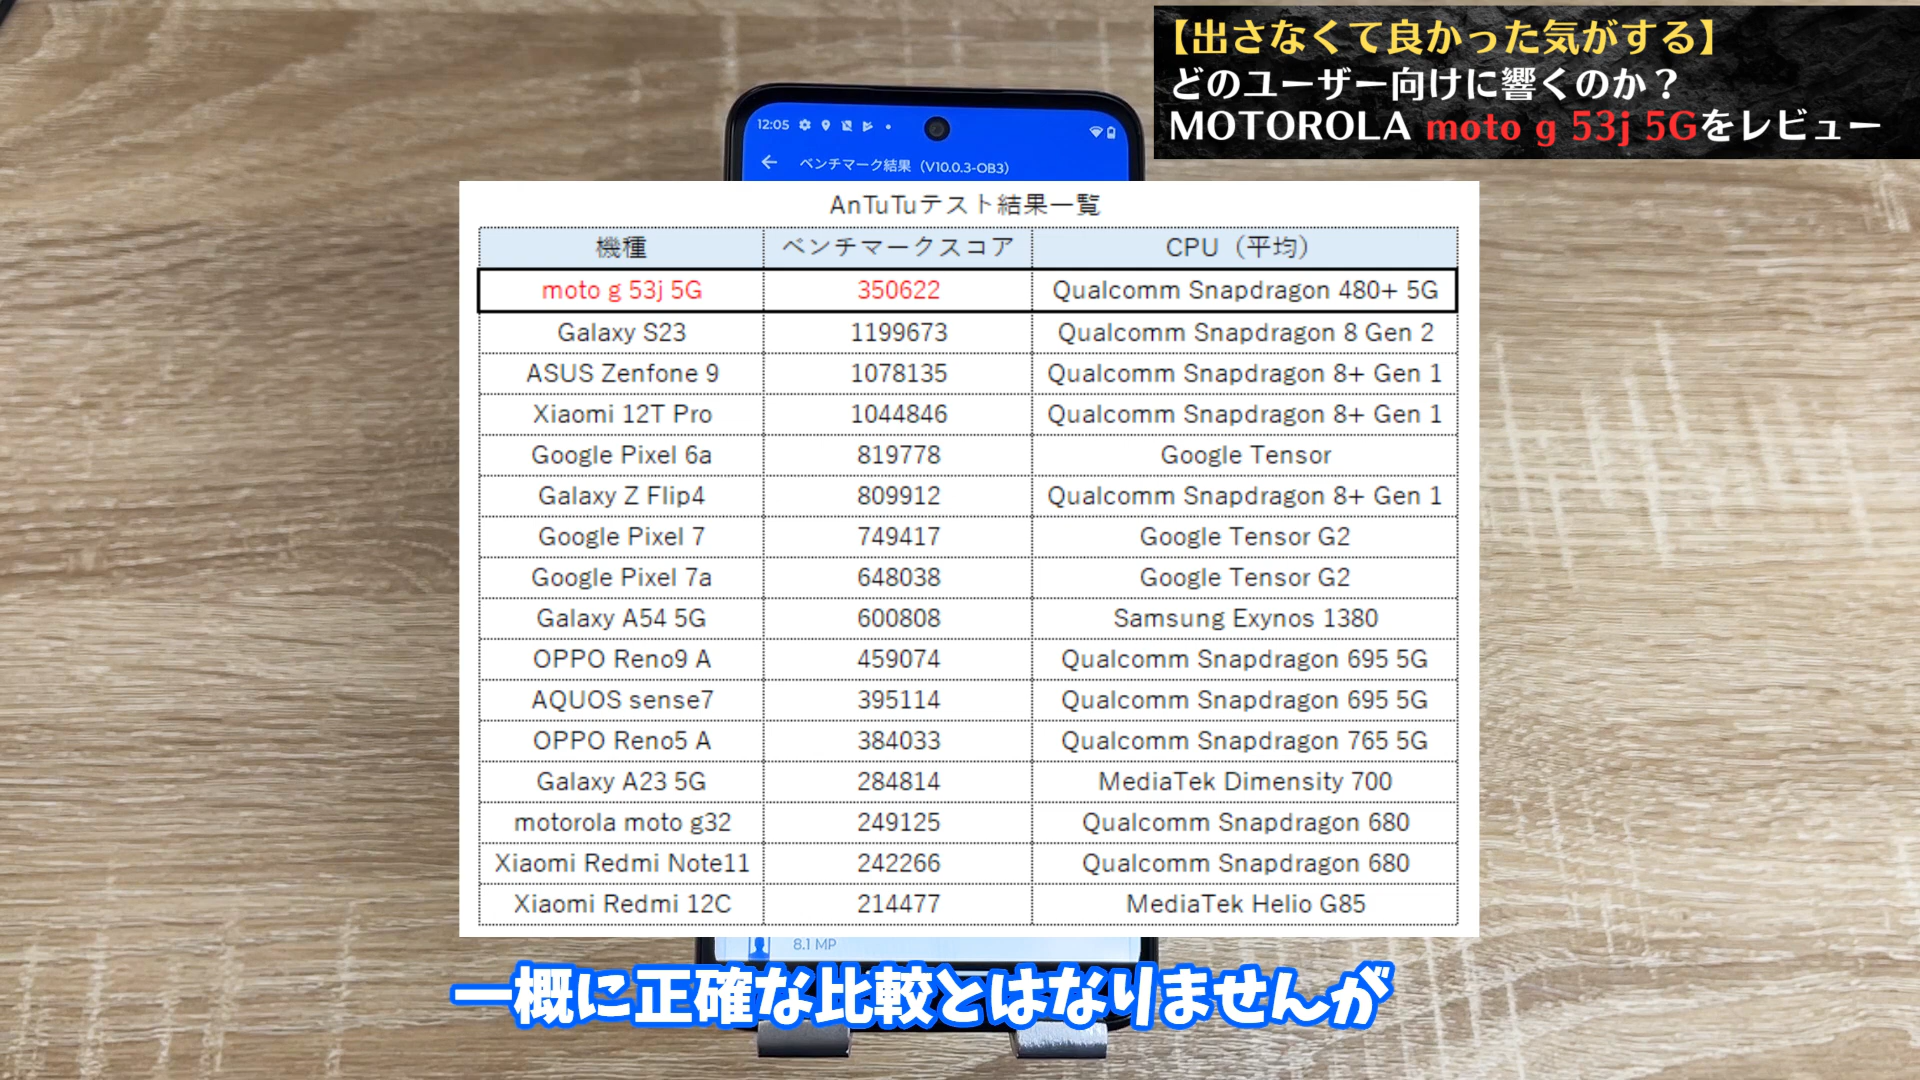 【出さなくて良かった気がする】
どのユーザー向けに響くのか？
MOTOROLA moto g 53j 5Gをレビュー
12:05
ベンチマーク結果（V10.0.3-OB3）
AnTuTuテスト結果一覧
機種 ベンチマークスコア CPU（平均）
moto g 53j 5G 350622 Qualcomm Snapdragon 480+ 5G
Galaxy S23 1199673 Qualcomm Snapdragon 8 Gen 2
ASUS Zenfone 9 1078135 Qualcomm Snapdragon 8+ Gen 1
Xiaomi 12T Pro 1044846 Qualcomm Snapdragon 8+ Gen 1
Google Pixel 6a 819778 Google Tensor
Galaxy Z Flip4 809912 Qualcomm Snapdragon 8+ Gen 1
Google Pixel 7 749417 Google Tensor G2
Google Pixel 7a 648038 Google Tensor G2
Galaxy A54 5G 600808 Samsung Exynos 1380
OPPO Reno9 A 459074 Qualcomm Snapdragon 695 5G
AQUOS sense7 395114 Qualcomm Snapdragon 695 5G
OPPO Reno5 A 384033 Qualcomm Snapdragon 765 5G
Galaxy A23 5G 284814 MediaTek Dimensity 700
motorola moto g32 249125 Qualcomm Snapdragon 680
Xiaomi Redmi Note11 242266 Qualcomm Snapdragon 680
Xiaomi Redmi 12C 214477 MediaTek Helio G85
8.1 MP
一概に正確な比較とはなりませんが